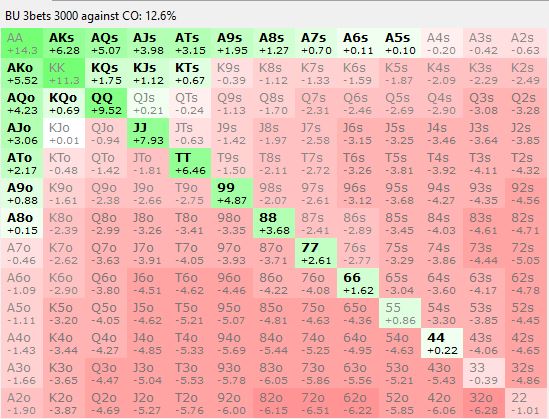 BU 3bets 3000 against CO: 12.6%
AA AKs AQs AJs ATs A9s A8s A7s A6s A5s A4s A3s A2s
+14.3 +6.28 +5.07 +3.98 +3.15 +1.95 +1.27 +0.70 +0.11 +0.10 -0.20 -0.42 -0.63
AKo KK KQs KJs KTs K9s K8s K7s K6s K5s K4s K3s K2s
+5.52 +11.3 +1.75 +1.12 +0.67 -0.39 -1.12 -1.33 -1.59 -1.87 -2.09 -2.29 -2.49
AQo KQo QQ QJs QTs Q9s Q8s Q7s Q6s Q5s Q4s Q3s Q2s
+4.23 +0.69 +9.52 +0.21 -0.24 -1.13 -1.70 -2.31 -2.46 -2.69 -2.90 -3.08 -3.28
AJo KJo QJo JJ JTs J9s J8s J7s J6s J5s J4s J3s J2s
+3.06 +0.01 -0.94 +7.93 -0.63 -1.42 -1.97 -2.58 -3.15 -3.25 -3.46 -3.64 -3.85
ATo KTo QTo JTo TT T9s T8s T7s T6s T5s T4s T3s T2s
+2.17 -0.48 -1.42 -1.81 +6.46 -1.50 -2.11 -2.72 -3.26 -3.81 -3.92 -4.11 -4.32
A9o K9o Q9o J9o T9o 99 98s 97s 96s 95s 94s 93s 92s
+0.88 -1.61 -2.38 -2.66 -2.75 +4.87 -2.07 -2.61 -3.12 -3.68 -4.27 -4.35 -4.56
A8o K8o Q8o J8o T8o 98o 88 87s 86s 85s 84s 83s 82s
+0.15 -2.39 -2.99 -3.26 -3.41 -3.35 +3.68 -2.41 -2.89 -3.45 -4.03 -4.61 -4.71
A7o K7o Q7o J7o T7o 97o 87o 77 76s 75s 74s 73s 72s
-0.46 -2.62 -3.63 -3.91 -4.05 -3.93 -3.71 +2.61 -2.77 -3.29 -3.86 -4.44 -5.05
A6o K6o Q6o J6o T6o 96o 86o 76o 66 65s 64s 63s 62s
-1.09 -2.90 -3.80 -4.51 -4.62 -4.46 -4.22 -4.08 +1.62 -3.04 -3.60 -4.17 -4.78
A5o K5o Q5o J5o T5o 95o 85o 75o 65o 55 54s 53s 52s
-1.11 -3.20 -4.05 -4.62 -5.21 -5.07 -4.81 -4.63 -4.36 +0.86 -3.30 -3.85 -4.45
A4o K4o Q4o J4o T4o 94o 84o 74o 64o 54o 44 43s 42s
-1.43 -3.44 -4.27 -4.85 -5.33 -5.69 -5.44 -5.25 -4.95 -4.63 +0.22 -4.06 -4.65
A3o K3o Q3o J3o T3o 93o 83o 73o 63o 53o 43o 33 32s
-1.66 -3.65 -4.47 -5.04 -5.53 -5.78 -6.05 -5.86 -5.56 -5.21 -5.43 -0.39 -4.86
A2o K2o Q2o J2o T2o 92o 82o 72o 62o 52o 42o 32o 22
-1.90 -3.87 -4.69 -5.27 -5.76 -6.00 -6.15 -6.51 -6.22 -5.85 -6.06 -6.28 -1.01